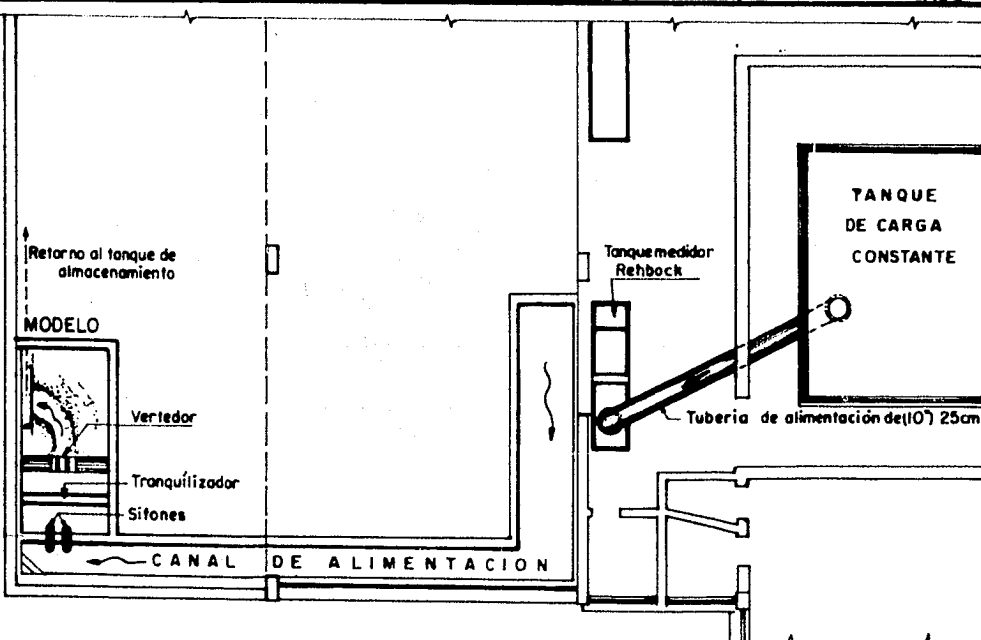 TANQUE
DE CARGA
CONSTANTE
Retorno al tanque de
almacenamiento
Tanque medidor
Rehbock
MODELO
Vertedor
Tuberia de alimentación de (10") 25cm
Tranquílizador
Sifones
CANAL DE ALIMENTACION